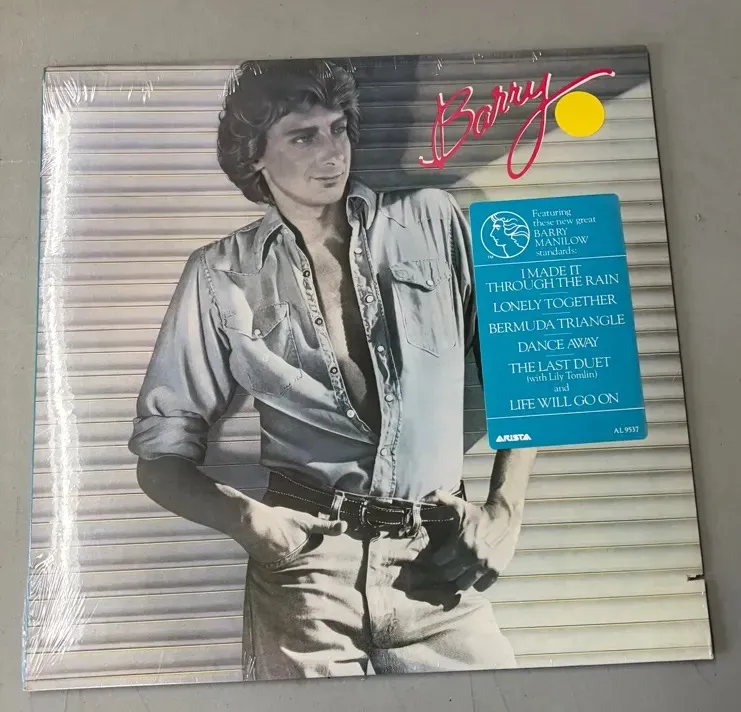 Barry
Featuring
these new great
BARRY
MANILOW
standards:
TM
I MADE IT
THROUGH THE RAIN
LONELY TOGETHER
BERMUDA TRIANGLE
DANCE AWAY
THE LAST DUET
(with Lily Tomlin)
and
LIFE WILL GO ON
ARISTA
AL 9537